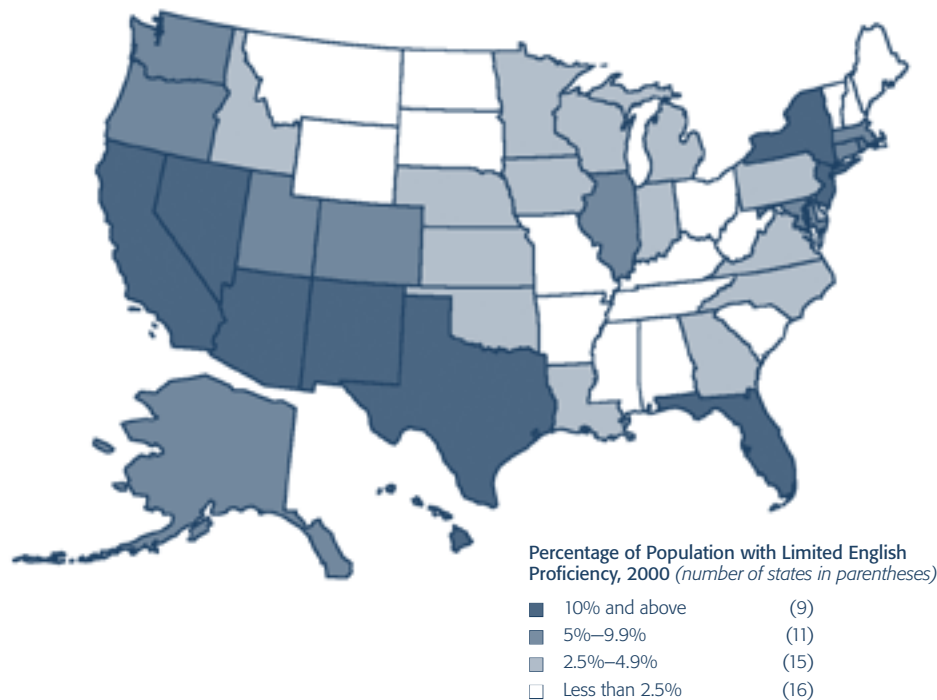 Percentage of Population with Limited English
Proficiency, 2000 (number of states in parentheses)
10% and above (9)
5%–9.9% (11)
2.5%–4.9% (15)
Less than 2.5% (16)